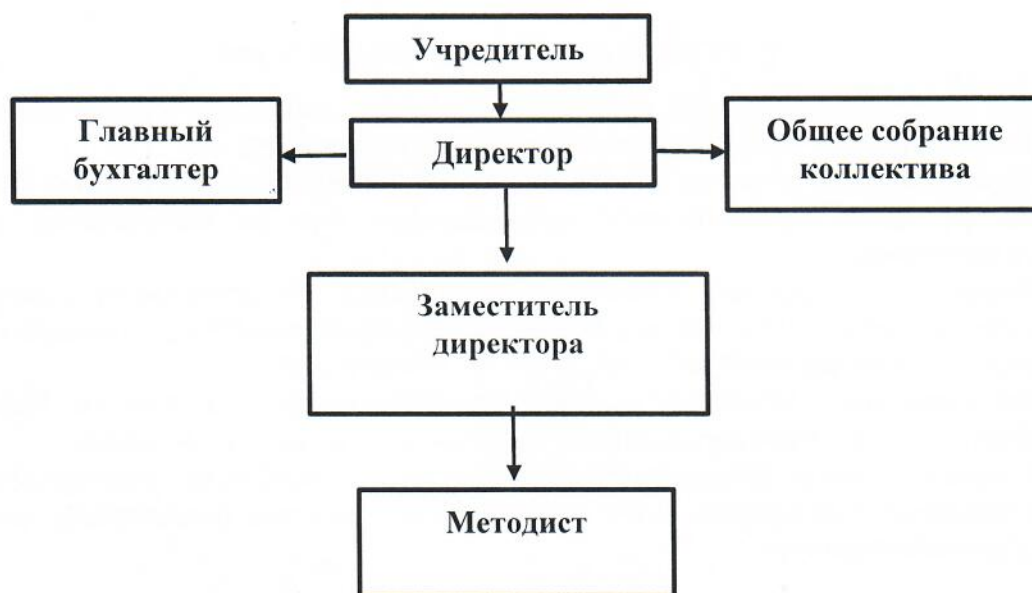 Учредитель
Главный
бухгалтер
Директор
Общее собрание
коллектива
Заместитель
директора
Методист